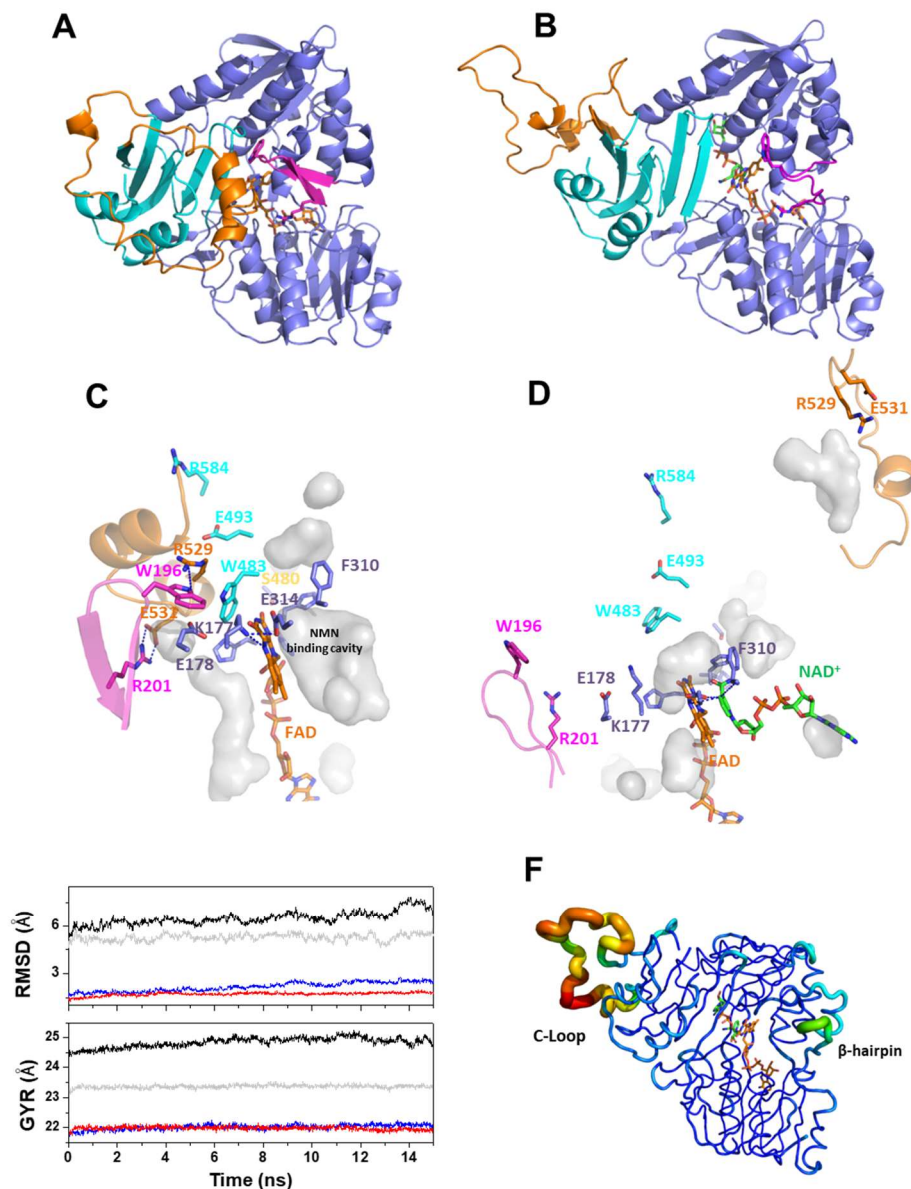 A
B
C
D
R529
E531
R584
E493
R529
W196
W483
S480
F310
E531
K177
E314
NMN
binding cavity
E178
R201
FAD
R584
E493
W483
W196
E178
F310
NAD⁺
K177
R201
FAD
RMSD (Å)
6
3
GYR (Å)
25
24
23
22
0 2 4 6 8 10 12 14
Time (ns)
F
C-Loop
β-hairpin